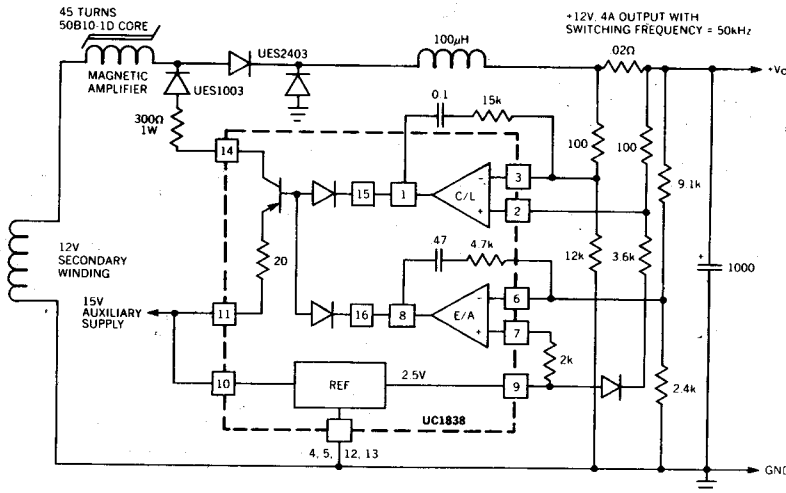 45 TURNS
50B10-1D CORE
MAGNETIC
AMPLIFIER
UES2403
UES1003
300Ω
1W
100µH
+12V, 4A OUTPUT WITH
SWITCHING FREQUENCY = 50kHz
02Ω
0.1
15k
100
100
9.1k
14
15
1
C/L
-
+
3
2
20
.47
4.7k
12k
3.6k
+
1000
12V
SECONDARY
WINDING
15V
AUXILIARY
SUPPLY
11
16
8
E/A
-
+
6
7
2k
2.4k
10
REF
2.5V
9
UC1838
4, 5, 12, 13
GND